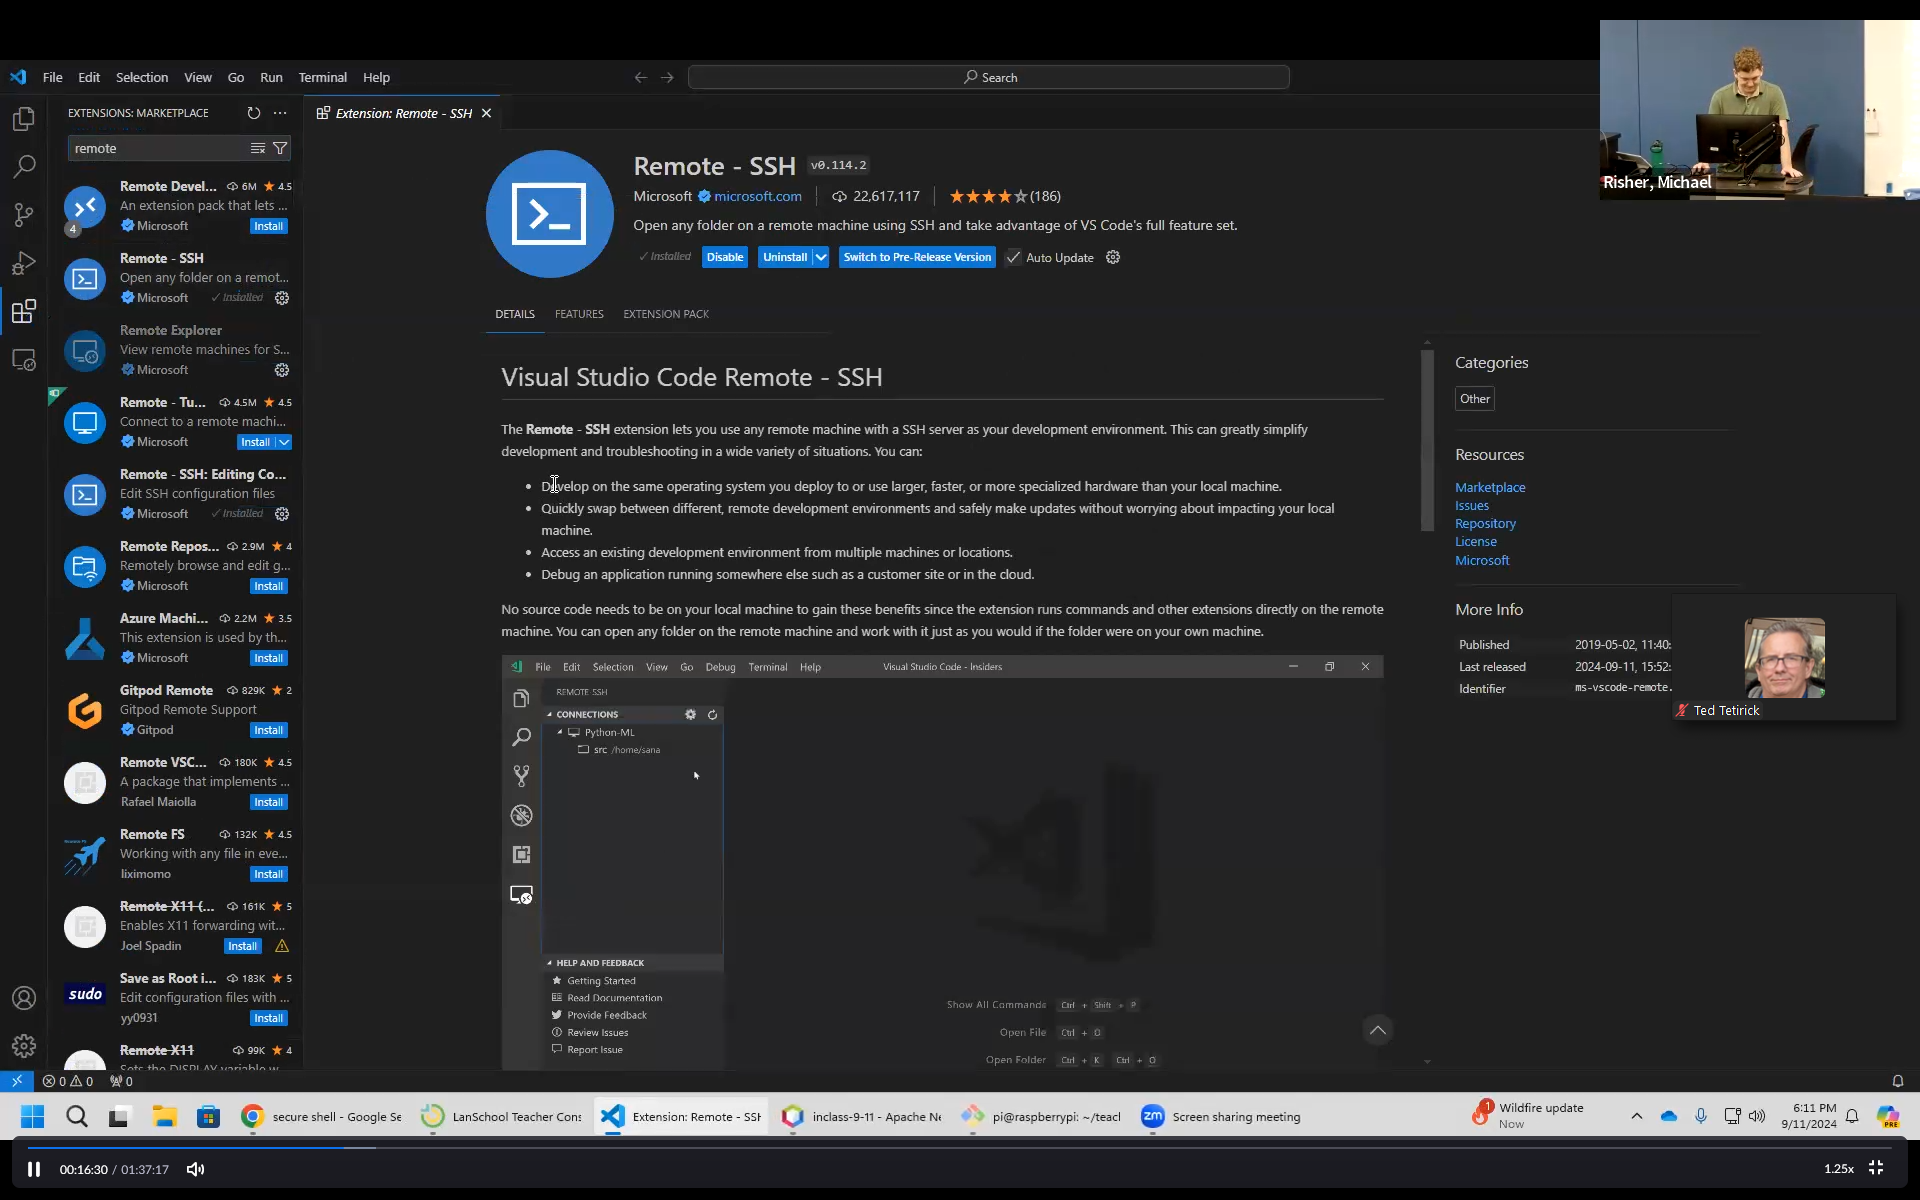 File Edit Selection View Go Run Terminal Help
Search
Risher, Michael
EXTENSIONS: MARKETPLACE
remote
Remote Devel... 6M 4.5
An extension pack that lets ...
Microsoft Install
4
Remote - SSH
Open any folder on a remot...
Microsoft Installed
Remote Explorer
View remote machines for S...
Microsoft
Remote - Tu... 4.5M 4.5
Connect to a remote machi...
Microsoft Install
Remote - SSH: Editing Co...
Edit SSH configuration files
Microsoft Installed
Remote Repos... 2.9M 4
Remotely browse and edit g...
Microsoft Install
Azure Machi... 2.2M 3.5
This extension is used by th...
Microsoft Install
Gitpod Remote 829K 2
Gitpod Remote Support
Gitpod Install
Remote VSC... 180K 4.5
A package that implements ...
Rafael Maiolla Install
Remote FS 132K 4.5
Working with any file in eve...
liximomo Install
Remote X11 (... 161K 5
Enables X11 forwarding wit...
Joel Spadin Install
sudo
Save as Root i... 183K 5
Edit configuration files with ...
yy0931 Install
Remote X11 99K 4
Sets the DISPLAY variable w...
Extension: Remote - SSH
Remote - SSH v0.114.2
Microsoft microsoft.com 22,617,117 (186)
Open any folder on a remote machine using SSH and take advantage of VS Code's full feature set.
Installed Disable Uninstall Switch to Pre-Release Version Auto Update
DETAILS FEATURES EXTENSION PACK
Visual Studio Code Remote - SSH
The Remote - SSH extension lets you use any remote machine with a SSH server as your development environment. This can greatly simplify
development and troubleshooting in a wide variety of situations. You can:
Develop on the same operating system you deploy to or use larger, faster, or more specialized hardware than your local machine.
Quickly swap between different, remote development environments and safely make updates without worrying about impacting your local
machine.
Access an existing development environment from multiple machines or locations.
Debug an application running somewhere else such as a customer site or in the cloud.
No source code needs to be on your local machine to gain these benefits since the extension runs commands and other extensions directly on the remote
machine. You can open any folder on the remote machine and work with it just as you would if the folder were on your own machine.
File Edit Selection View Go Debug Terminal Help Visual Studio Code - Insiders
REMOTE SSH
CONNECTIONS
Python-ML
src /home/sana
HELP AND FEEDBACK
Getting Started
Read Documentation
Provide Feedback
Review Issues
Report Issue
Show All Commands Ctrl + Shift + P
Open File Ctrl + O
Open Folder Ctrl + K Ctrl + O
Categories
Other
Resources
Marketplace
Issues
Repository
License
Microsoft
More Info
Published 2019-05-02, 11:40:
Last released 2024-09-11, 15:52:
Identifier ms-vscode-remote.
Ted Tetirick
0 0 0
secure shell - Google Se
LanSchool Teacher Cons
Extension: Remote - SSH
inclass-9-11 - Apache Ne
pi@raspberrypi: ~/teacl
zm Screen sharing meeting
1 Wildfire update
Now
6:11 PM
9/11/2024
PRE
00:16:30 / 01:37:17
1.25x